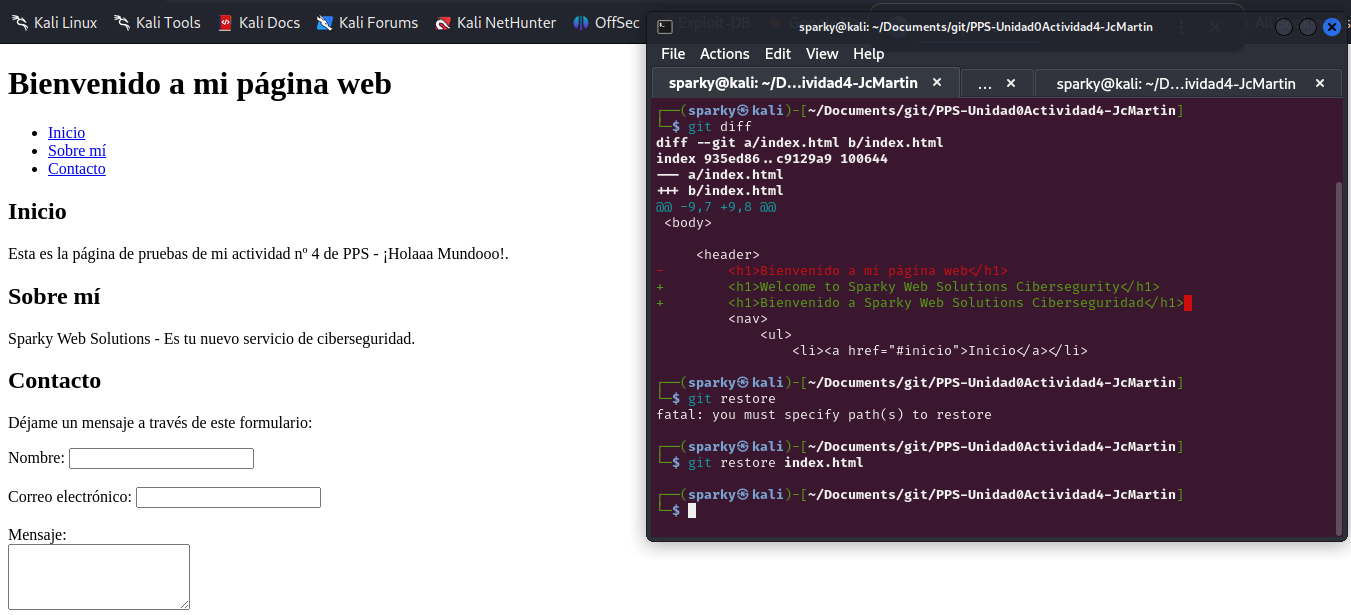 Kali Linux Kali Tools Kali Docs Kali Forums Kali NetHunter OffSec Exploit-DB
Bienvenido a mi página web
Inicio
Sobre mí
Contacto
Inicio
Esta es la página de pruebas de mi actividad nº 4 de PPS - ¡Holaaa Mundooo!.
Sobre mí
Sparky Web Solutions - Es tu nuevo servicio de ciberseguridad.
Contacto
Déjame un mensaje a través de este formulario:
Nombre:
Correo electrónico:
Mensaje:
sparky@kali: ~/Documents/git/PPS-Unidad0Actividad4-JcMartin
File Actions Edit View Help
sparky@kali: ~/D...ividad4-JcMartin × ... × sparky@kali: ~/D...ividad4-JcMartin ×
┌──(sparky㉿kali)-[~/Documents/git/PPS-Unidad0Actividad4-JcMartin]
└─$ git diff
diff --git a/index.html b/index.html
index 935ed86..c9129a9 100644
--- a/index.html
+++ b/index.html
@@ -9,7 +9,8 @@
<body>
<header>
- <h1>Bienvenido a mi página web</h1>
+ <h1>Welcome to Sparky Web Solutions Cibersegurity</h1>
+ <h1>Bienvenido a Sparky Web Solutions Ciberseguridad</h1>
<nav>
<ul>
<li><a href="#inicio">Inicio</a></li>
┌──(sparky㉿kali)-[~/Documents/git/PPS-Unidad0Actividad4-JcMartin]
└─$ git restore
fatal: you must specify path(s) to restore
┌──(sparky㉿kali)-[~/Documents/git/PPS-Unidad0Actividad4-JcMartin]
└─$ git restore index.html
┌──(sparky㉿kali)-[~/Documents/git/PPS-Unidad0Actividad4-JcMartin]
└─$